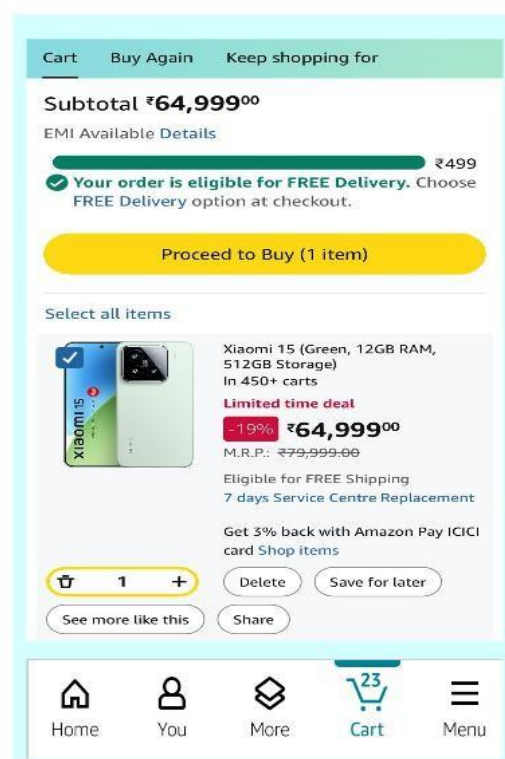 Cart Buy Again Keep shopping for
Subtotal ₹64,999⁰⁰
EMI Available Details
₹499
Your order is eligible for FREE Delivery. Choose
FREE Delivery option at checkout.
Proceed to Buy (1 item)
Select all items
XIAOMI 15
Xiaomi 15 (Green, 12GB RAM,
512GB Storage)
In 450+ carts
Limited time deal
-19% ₹64,999⁰⁰
M.R.P.: ₹79,999.00
Eligible for FREE Shipping
7 days Service Centre Replacement
Get 3% back with Amazon Pay ICICI
card Shop items
1 + Delete Save for later
See more like this Share
23
Home You More Cart Menu